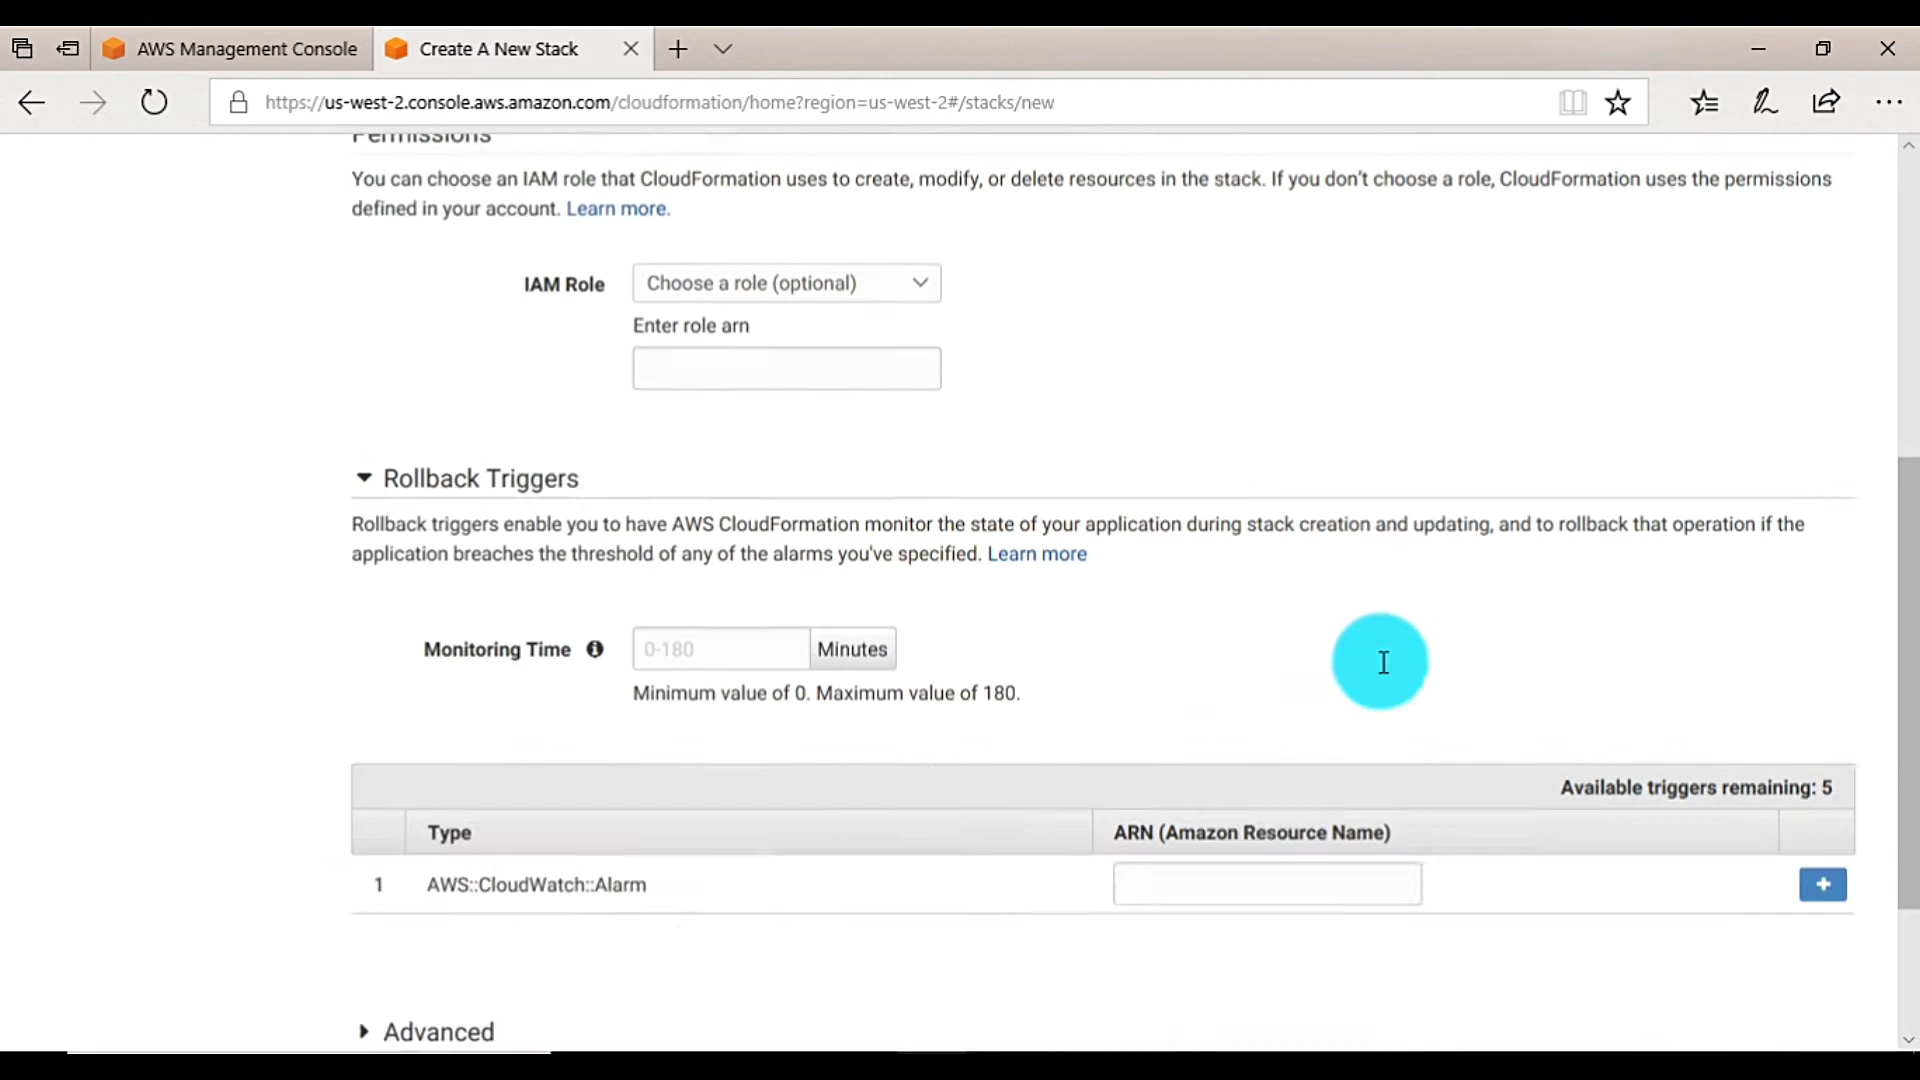 AWS Management Console
Create A New Stack
https://us-west-2.console.aws.amazon.com/cloudformation/home?region=us-west-2#/stacks/new
Permissions
You can choose an IAM role that CloudFormation uses to create, modify, or delete resources in the stack. If you don't choose a role, CloudFormation uses the permissions
defined in your account. Learn more.
IAM Role
Choose a role (optional)
Enter role arn
Rollback Triggers
Rollback triggers enable you to have AWS CloudFormation monitor the state of your application during stack creation and updating, and to rollback that operation if the
application breaches the threshold of any of the alarms you've specified. Learn more
Monitoring Time
0-180
Minutes
Minimum value of 0. Maximum value of 180.
Available triggers remaining: 5
Type
ARN (Amazon Resource Name)
1
AWS::CloudWatch::Alarm
Advanced